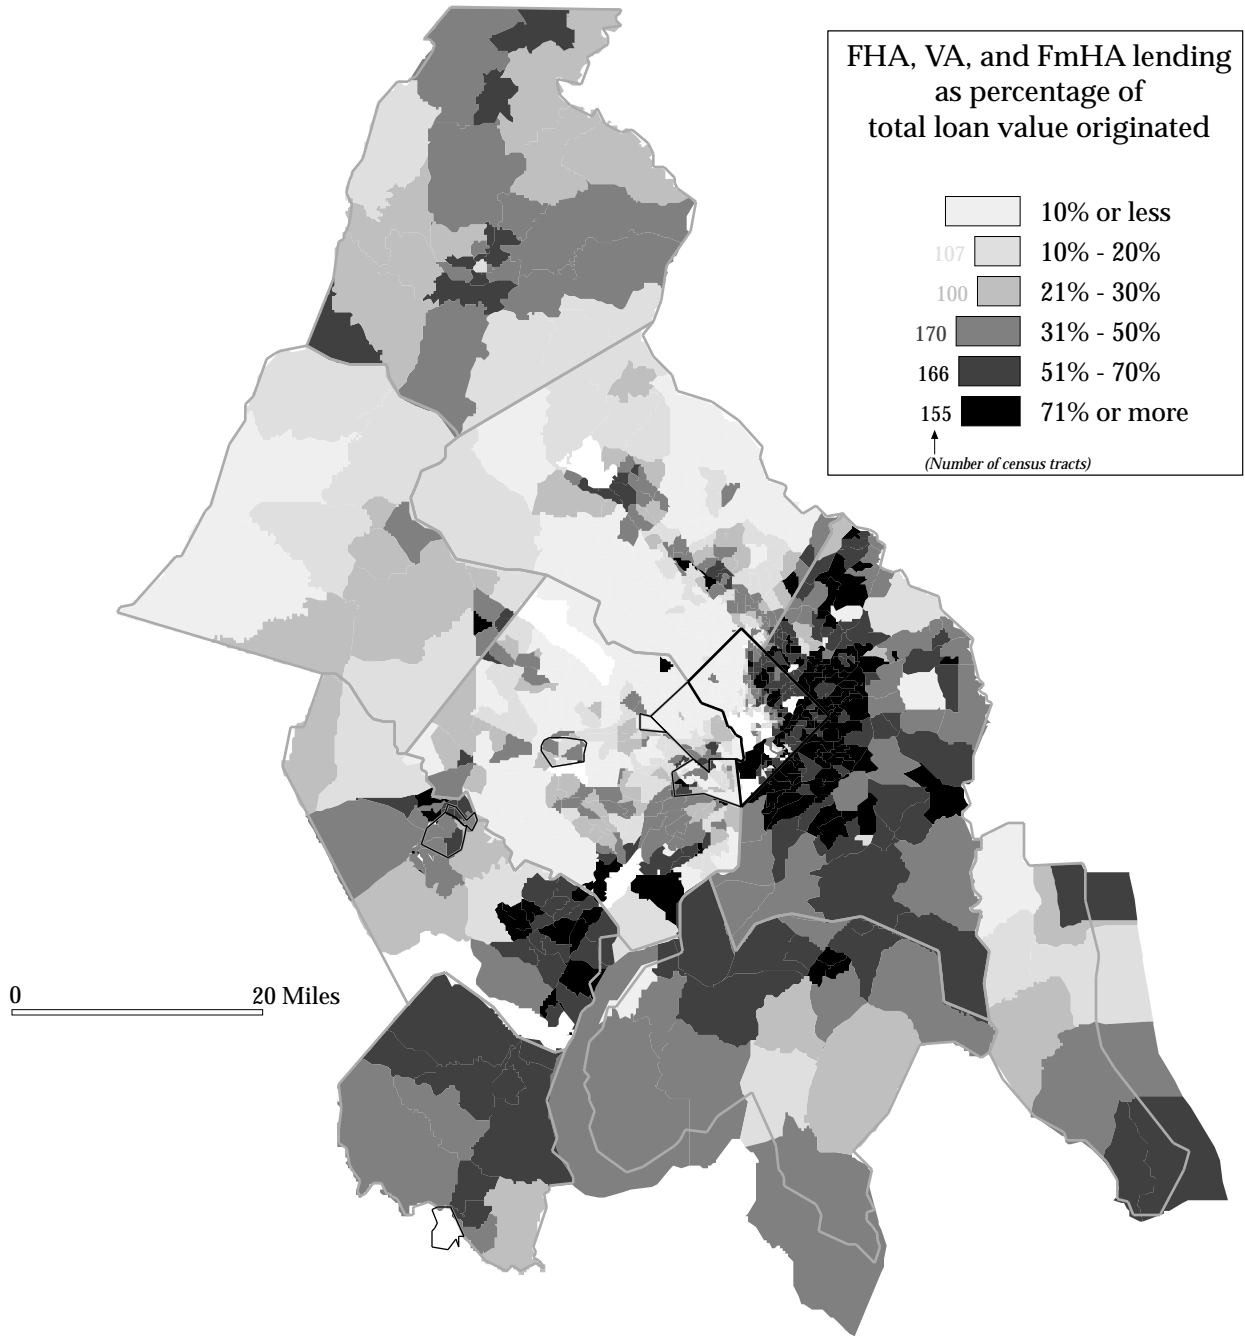 FHA, VA, and FmHA lending
as percentage of
total loan value originated
10% or less
107 10% - 20%
100 21% - 30%
170 31% - 50%
166 51% - 70%
155 71% or more
(Number of census tracts)
0 20 Miles